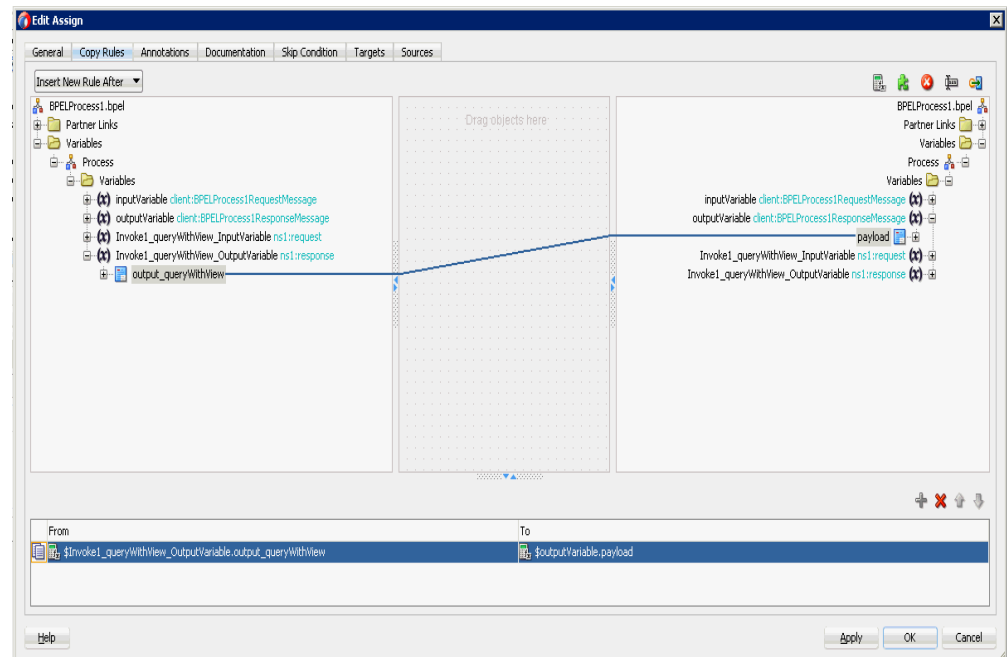 Edit Assign
General Copy Rules Annotations Documentation Skip Condition Targets Sources
Insert New Rule After
BPELProcess1.bpel
Partner Links
Variables
Process
Variables
inputVariable client:BPELProcess1RequestMessage
outputVariable client:BPELProcess1ResponseMessage
Invoke1_queryWithView_InputVariable ns1:request
Invoke1_queryWithView_OutputVariable ns1:response
output_queryWithView
Drag objects here
BPELProcess1.bpel
Partner Links
Variables
Process
Variables
inputVariable client:BPELProcess1RequestMessage
outputVariable client:BPELProcess1ResponseMessage
payload
Invoke1_queryWithView_InputVariable ns1:request
Invoke1_queryWithView_OutputVariable ns1:response
From To
$Invoke1_queryWithView_OutputVariable.output_queryWithView $outputVariable.payload
Help Apply OK Cancel